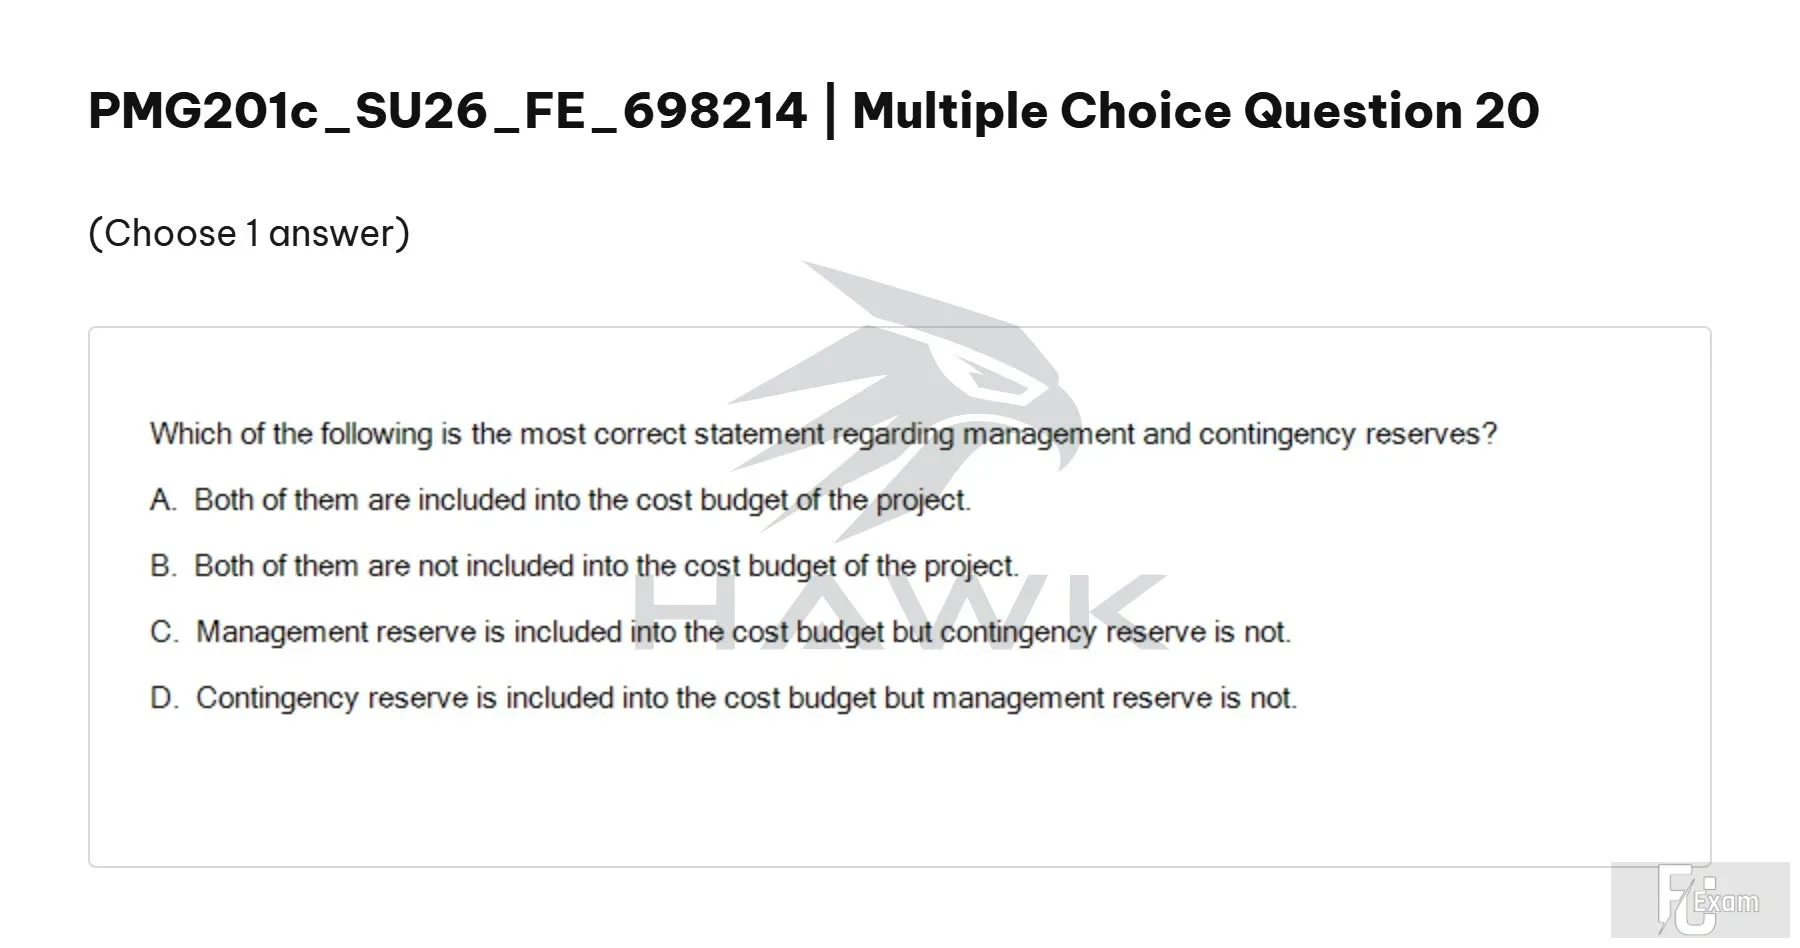 PMG201c_SU26_FE_698214 | Multiple Choice Question 20
(Choose 1 answer)
Which of the following is the most correct statement regarding management and contingency reserves?
A. Both of them are included into the cost budget of the project.
B. Both of them are not included into the cost budget of the project.
C. Management reserve is included into the cost budget but contingency reserve is not.
D. Contingency reserve is included into the cost budget but management reserve is not.
HAWK
FU Exam